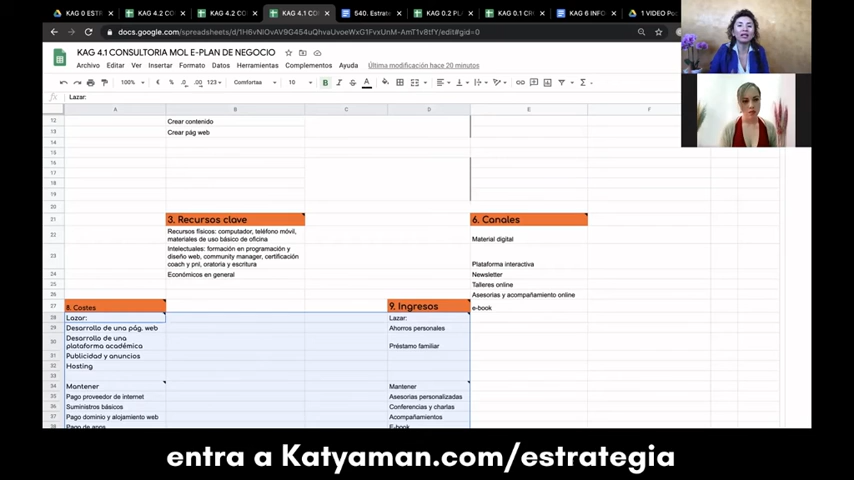 KAG 0 ESTR
KAG 4.2 CO
KAG 4.2 CON
KAG 4.1 CO
540. Estrate
KAG 0.2 PL
KAG 0.1 CR
KAG 6 INFO
1 VIDEO Po
docs.google.com/spreadsheets/d/1H6vNIOvAV9G454uQhvaUvoeWxG1FvxUnM-AmT1v8tfY/edit#gid=0
KAG 4.1 CONSULTORIA MOL E-PLAN DE NEGOCIO
Archivo Editar Ver Insertar Formato Datos Herramientas Complementos Ayuda Última modificación hace 20 minutos
100% € % .0 .00 123 Comfortaa 10 B I S A
fx Lazar:
A B C D E F
12 Crear contenido
13 Crear pág web
14
15
16
17
18
19
20
21 3. Recursos clave 6. Canales
22 Recursos físicos: computador, teléfono móvil,
materiales de uso básico de oficina Material digital
23 Intelectuales: formación en programación y
diseño web, community manager, certificación
coach y pnl, oratoria y escritura Plataforma interactiva
24 Económicos en general Newsletter
25 Talleres online
26 Asesorias y acompañamiento online
27 8. Costes 9. Ingresos e-book
28 Lazar: Lazar:
29 Desarrollo de una pág. web Ahorros personales
30 Desarrollo de una
plataforma académica Préstamo familiar
31 Publicidad y anuncios
32 Hosting
33
34 Mantener Mantener
35 Pago proveedor de internet Asesorias personalizadas
36 Suministros básicos Conferencias y charlas
37 Pago dominio y alojamiento web Acompañamientos
38 E-book
entra a Katyaman.com/estrategia